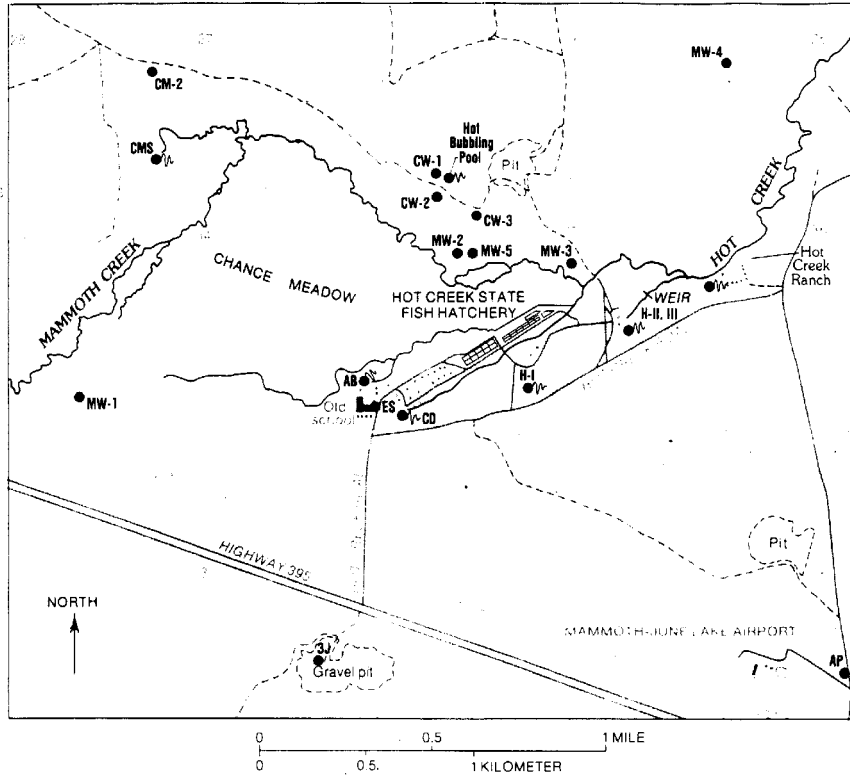 28
27
MW-4
CM-2
CMS
CW-1
Hot
Bubbling
Pool
Pit
CW-2
CW-3
MW-2
MW-5
MW-3
MAMMOTH CREEK
CHANCE MEADOW
HOT CREEK
Hot
Creek
Ranch
HOT CREEK STATE
FISH HATCHERY
WEIR
H-II, III
AB
H-I
MW-1
Old
school
ES
CD
HIGHWAY 395
Pit
NORTH
3J
Gravel pit
MAMMOTH-JUNE LAKE AIRPORT
AP
0 0.5 1 MILE
0 0.5. 1 KILOMETER